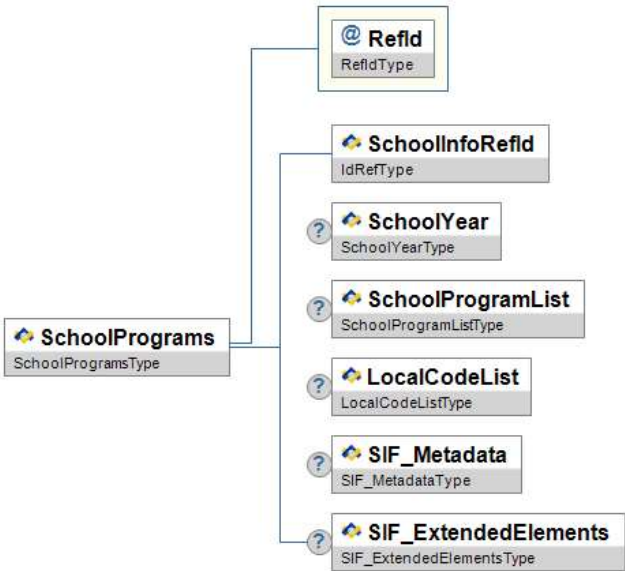 @ RefId
RefIdType
SchoolInfoRefId
IdRefType
? SchoolYear
SchoolYearType
? SchoolProgramList
SchoolProgramListType
SchoolPrograms
SchoolProgramsType
? LocalCodeList
LocalCodeListType
? SIF_Metadata
SIF_MetadataType
? SIF_ExtendedElements
SIF_ExtendedElementsType